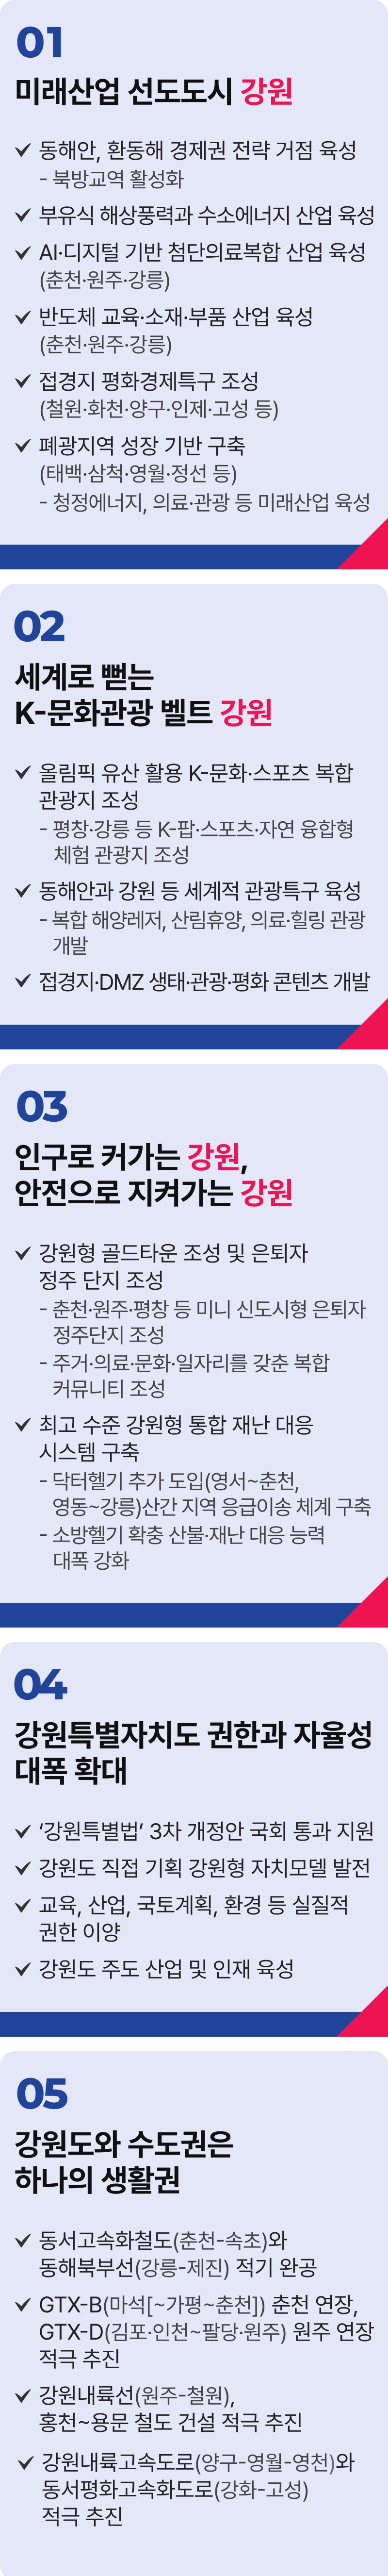 01
미래산업 선도도시 강원
동해안, 환동해 경제권 전략 거점 육성
- 북방교역 활성화
부유식 해상풍력과 수소에너지 산업 육성
AI·디지털 기반 첨단의료복합 산업 육성
(춘천·원주·강릉)
반도체 교육·소재·부품 산업 육성
(춘천·원주·강릉)
접경지 평화경제특구 조성
(철원·화천·양구·인제·고성 등)
폐광지역 성장 기반 구축
(태백·삼척·영월·정선 등)
- 청정에너지, 의료·관광 등 미래산업 육성
02
세계로 뻗는
K-문화관광 벨트 강원
올림픽 유산 활용 K-문화·스포츠 복합
관광지 조성
- 평창·강릉 등 K-팝·스포츠·자연 융합형
체험 관광지 조성
동해안과 강원 등 세계적 관광특구 육성
- 복합 해양레저, 산림휴양, 의료·힐링 관광
개발
접경지·DMZ 생태·관광·평화 콘텐츠 개발
03
인구로 커가는 강원,
안전으로 지켜가는 강원
강원형 골드타운 조성 및 은퇴자
정주 단지 조성
- 춘천·원주·평창 등 미니 신도시형 은퇴자
정주단지 조성
- 주거·의료·문화·일자리를 갖춘 복합
커뮤니티 조성
최고 수준 강원형 통합 재난 대응
시스템 구축
- 닥터헬기 추가 도입(영서~춘천,
영동~강릉)산간 지역 응급이송 체계 구축
- 소방헬기 확충 산불·재난 대응 능력
대폭 강화
04
강원특별자치도 권한과 자율성
대폭 확대
‘강원특별법’ 3차 개정안 국회 통과 지원
강원도 직접 기획 강원형 자치모델 발전
교육, 산업, 국토계획, 환경 등 실질적
권한 이양
강원도 주도 산업 및 인재 육성
05
강원도와 수도권은
하나의 생활권
동서고속화철도(춘천-속초)와
동해북부선(강릉-제진) 적기 완공
GTX-B(마석[~가평~춘천]) 춘천 연장,
GTX-D(김포·인천~팔당·원주) 원주 연장
적극 추진
강원내륙선(원주-철원),
홍천~용문 철도 건설 적극 추진
강원내륙고속도로(양구-영월-영천)와
동서평화고속화도로(강화-고성)
적극 추진